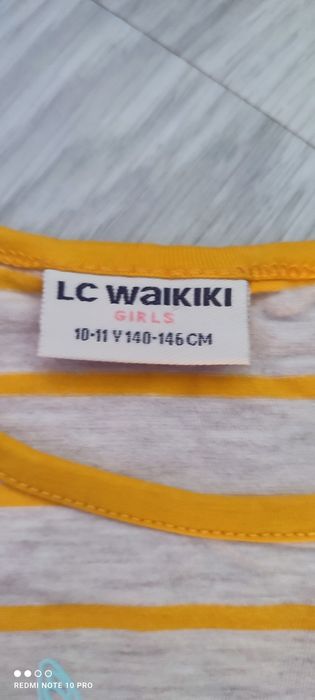 LC WAIKIKI
GIRLS
10-11 Y 140-146 CM
REDMI NOTE 10 PRO